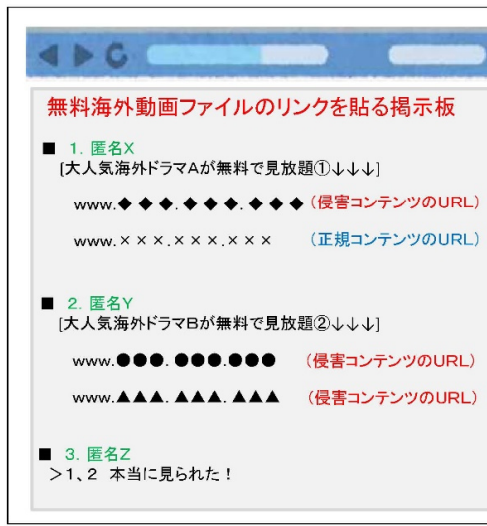 無料海外動画ファイルのリンクを貼る掲示板
■ 1. 匿名X
[大人気海外ドラマAが無料で見放題①↓↓↓]
www.◆◆◆.◆◆◆.◆◆◆ (侵害コンテンツのURL)
www.×××.×××.××× (正規コンテンツのURL)
■ 2. 匿名Y
[大人気海外ドラマBが無料で見放題②↓↓↓]
www.●●●.●●●.●●● (侵害コンテンツのURL)
www.▲▲▲.▲▲▲.▲▲▲ (侵害コンテンツのURL)
■ 3. 匿名Z
>1、2 本当に見られた!